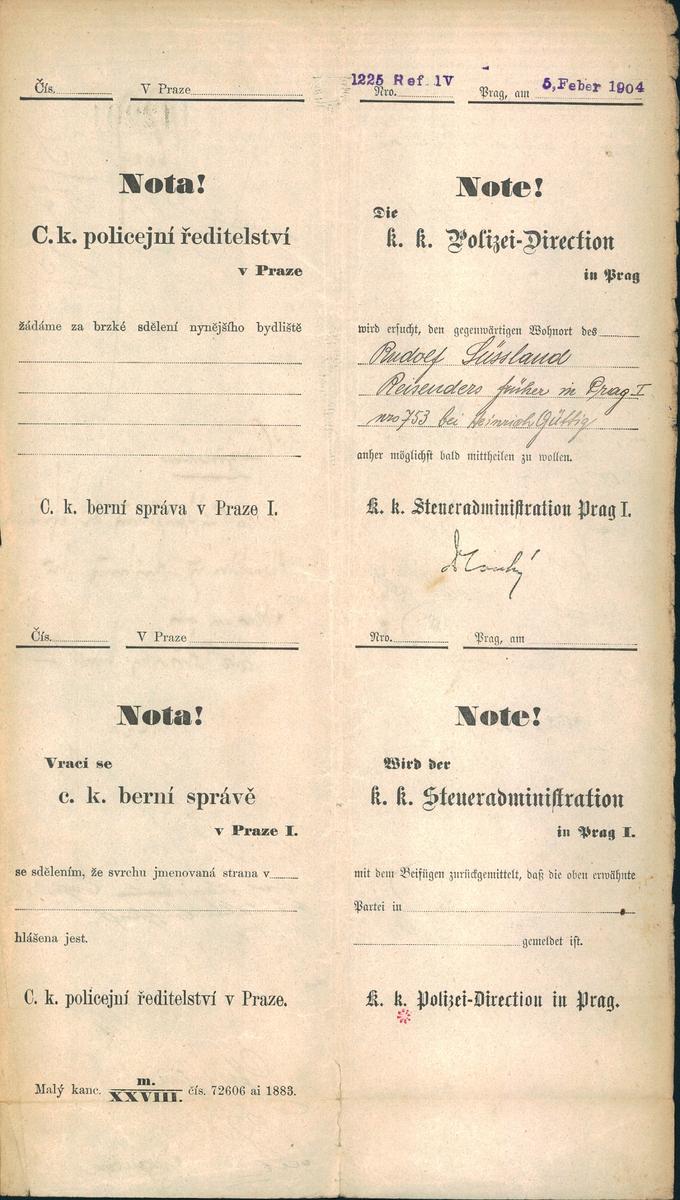 Čís. V Praze
Nota!
C. k. policejní ředitelství
v Praze
žádáme za brzké sdělení nynějšího bydliště
C. k. berní správa v Praze I.
Čís. V Praze
Nota!
Vrací se
c. k. berní správě
v Praze I.
se sdělením, že svrchu jmenovaná strana v
hlášena jest.
C. k. policejní ředitelství v Praze.
Malý kanc. m./XXVIII. čís. 72606 ai 1883.
Nro. 1225 Ref. IV Prag, am 5, Feber 1904
Note!
Die
k. k. Polizei-Direction
in Prag
wird ersucht, den gegenwärtigen Wohnort des
Rudolf Süssland
Reisenders früher in Prag I
nro 753 bei Heinrich Güttig
anher möglichst bald mittheilen zu wollen.
K. k. Steueradministration Prag I.
Nro. Prag, am
Note!
Wird der
k. k. Steueradministration
in Prag I.
mit dem Beifügen zurückgemittelt, daß die oben erwähnte
Partei in
gemeldet ist.
K. k. Polizei-Direction in Prag.